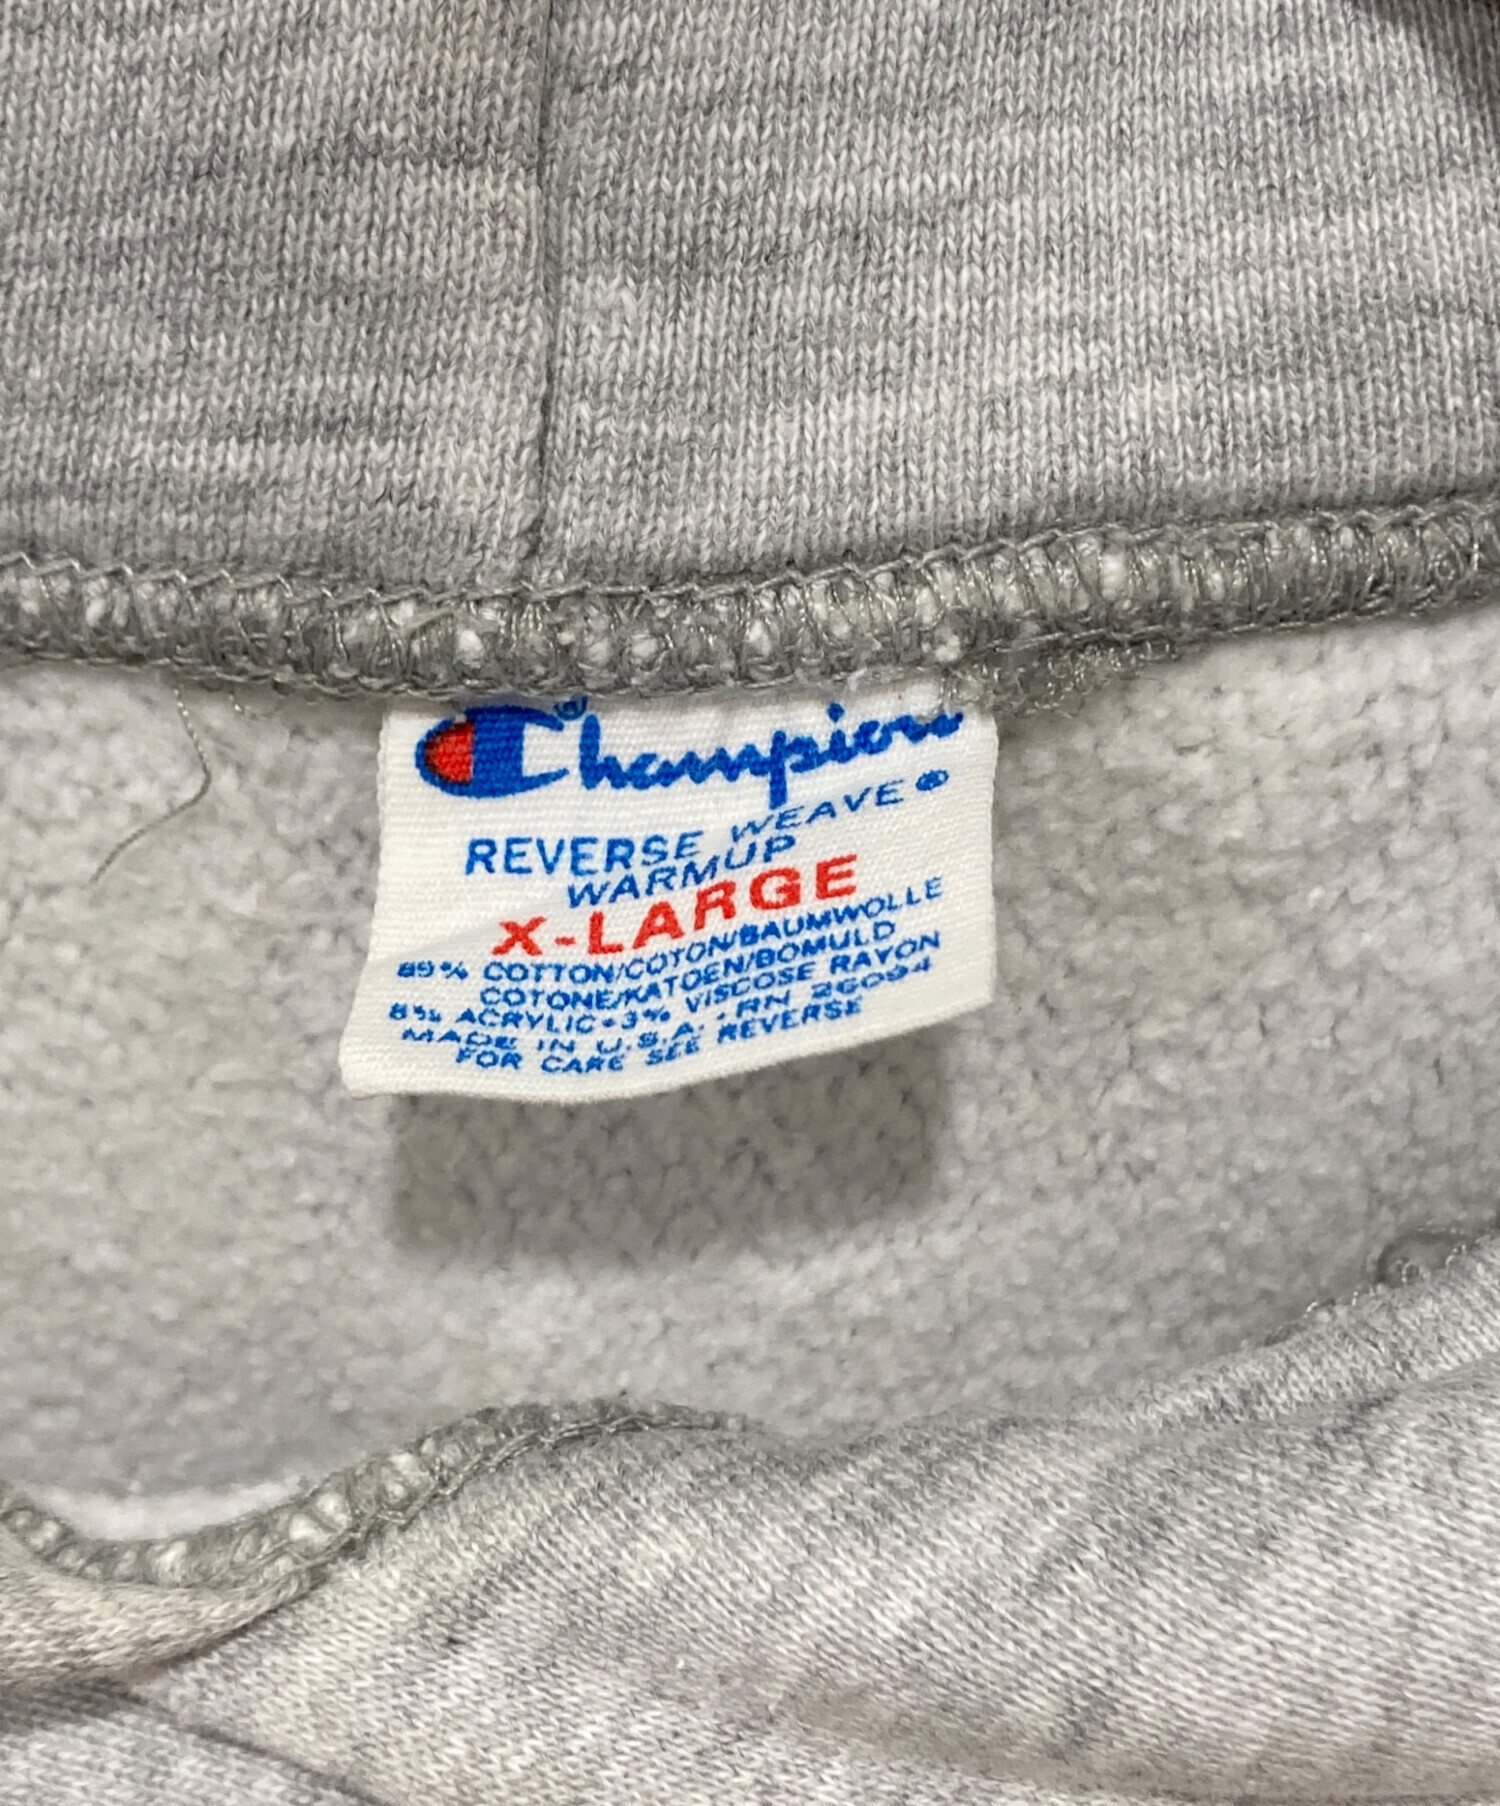 Champion®
REVERSE WEAVE®
WARMUP
X-LARGE
89% COTTON/COTON/BAUMWOLLE
COTONE/KATOEN/BOMULD
8% ACRYLIC•3% VISCOSE RAYON
MADE IN U.S.A. • RN 26094
FOR CARE SEE REVERSE